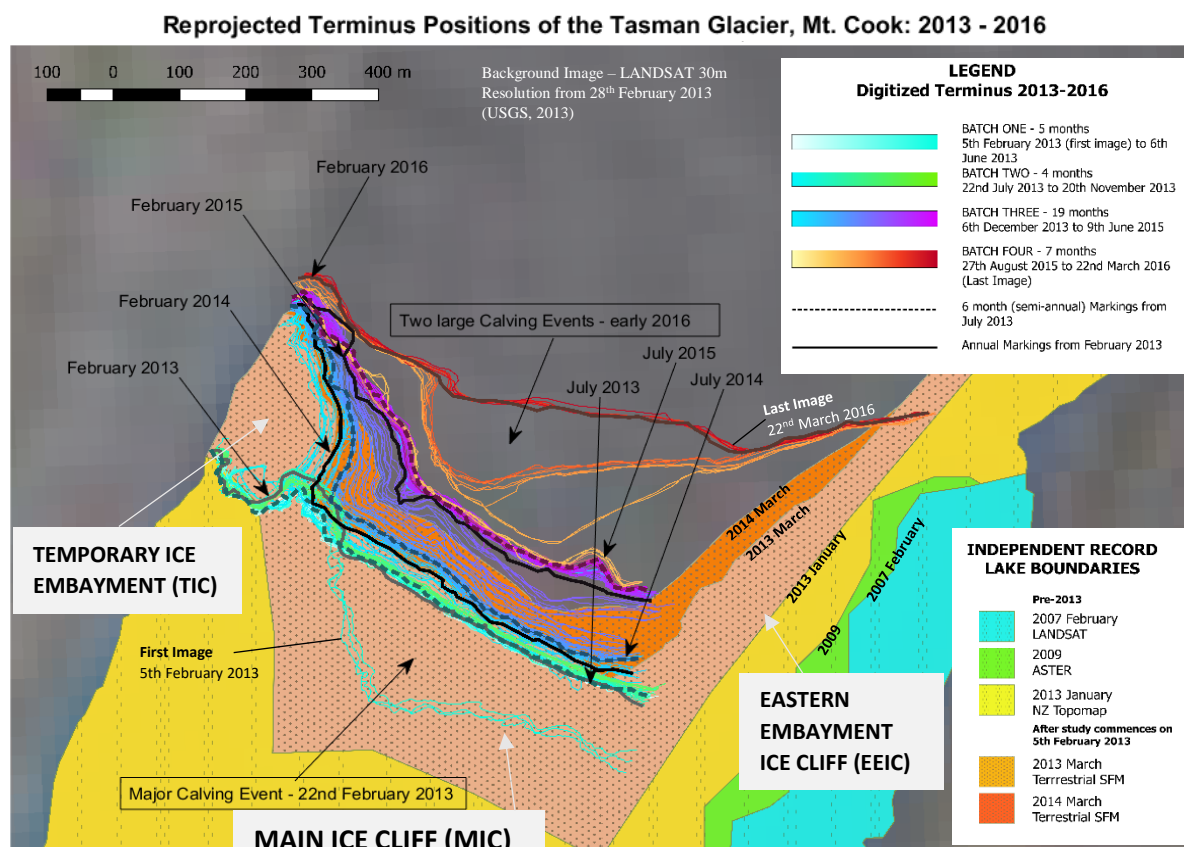 Reprojected Terminus Positions of the Tasman Glacier, Mt. Cook: 2013 - 2016
100 0 100 200 300 400 m
Background Image – LANDSAT 30m
Resolution from 28th February 2013
(USGS, 2013)
LEGEND
Digitized Terminus 2013-2016
BATCH ONE - 5 months
5th February 2013 (first image) to 6th
June 2013
BATCH TWO - 4 months
22nd July 2013 to 20th November 2013
BATCH THREE - 19 months
6th December 2013 to 9th June 2015
BATCH FOUR - 7 months
27th August 2015 to 22nd March 2016
(Last Image)
6 month (semi-annual) Markings from
July 2013
Annual Markings from February 2013
February 2016
February 2015
February 2014
February 2013
Two large Calving Events - early 2016
July 2015
July 2013
July 2014
Last Image
22nd March 2016
2014 March
2013 March
2013 January
2009
2007 February
TEMPORARY ICE
EMBAYMENT (TIC)
First Image
5th February 2013
EASTERN
EMBAYMENT
ICE CLIFF (EEIC)
Major Calving Event - 22nd February 2013
MAIN ICE CLIFF (MIC)
INDEPENDENT RECORD
LAKE BOUNDARIES
Pre-2013
2007 February
LANDSAT
2009
ASTER
2013 January
NZ Topomap
After study commences on
5th February 2013
2013 March
Terrrestrial SFM
2014 March
Terrestrial SFM